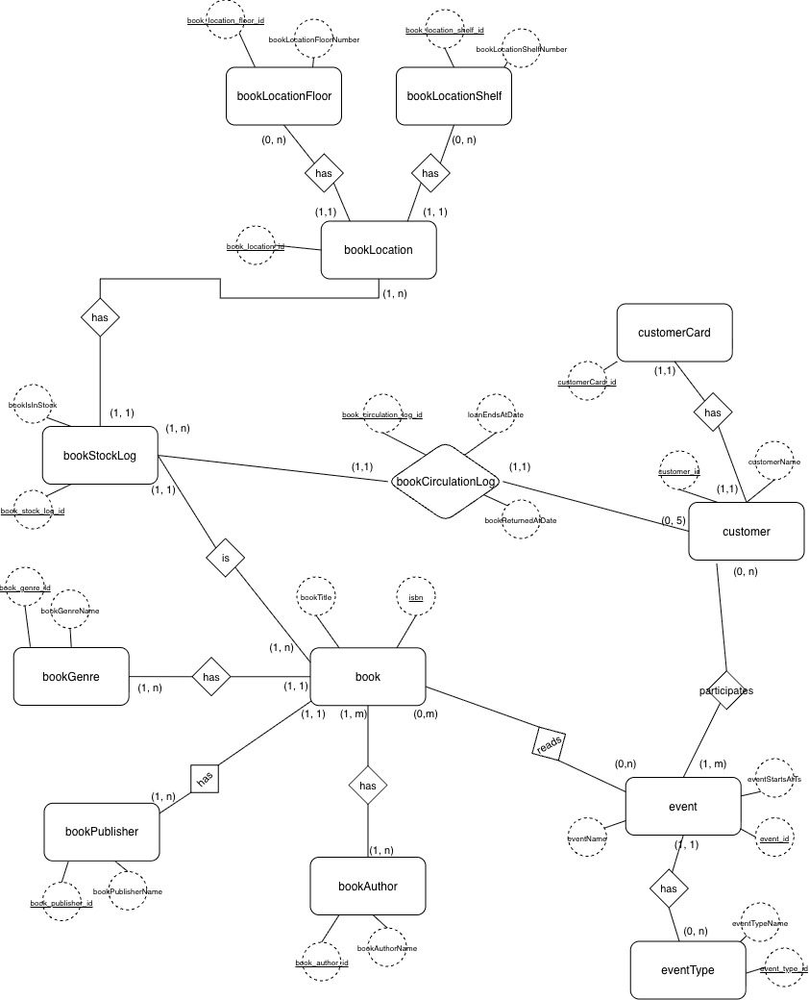 book_location_floor_id
book_location_shelf_id
bookLocationFloorNumber
bookLocationShelfNumber
bookLocationFloor
bookLocationShelf
(0, n)
(0, n)
has
has
(1,1)
(1, 1)
book_location_id
bookLocation
(1, n)
has
customerCard
(1,1)
customerCard_id
bookIsInStock
(1, 1)
book_circulation_log_id
loanEndsAtDate
has
(1, n)
bookStockLog
(1,1)
(1,1)
customer_id
customerName
bookCirculationLog
(1, 1)
(1,1)
book_stock_log_id
bookReturnedAtDate
(0, 5)
customer
is
(0, n)
book_genre_id
bookGenreName
bookTitle
isbn
(1, n)
bookGenre
has
book
(1, n)
(1, 1)
participates
(1, 1)
(1, m)
(0,m)
reads
(0,n)
(1, m)
has
has
(1, n)
eventStartsAtTs
event
bookPublisher
eventName
event_id
(1, 1)
(1, n)
bookAuthor
has
book_publisher_id
bookPublisherName
eventTypeName
(0, n)
bookAuthorName
book_author_id
eventType
event_type_id